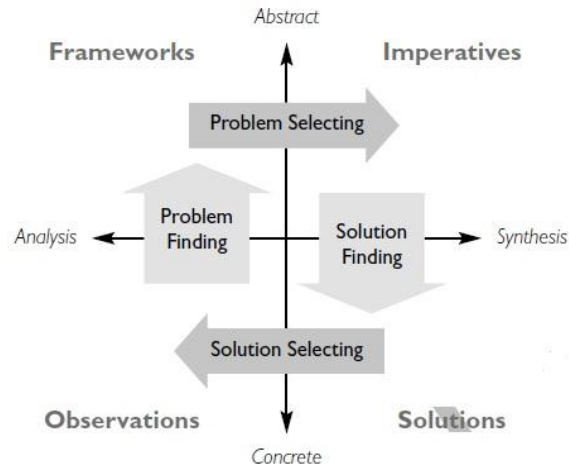 Abstract
Frameworks
Imperatives
Problem Selecting
Problem
Finding
Solution
Finding
Analysis
Synthesis
Solution Selecting
Observations
Solutions
Concrete